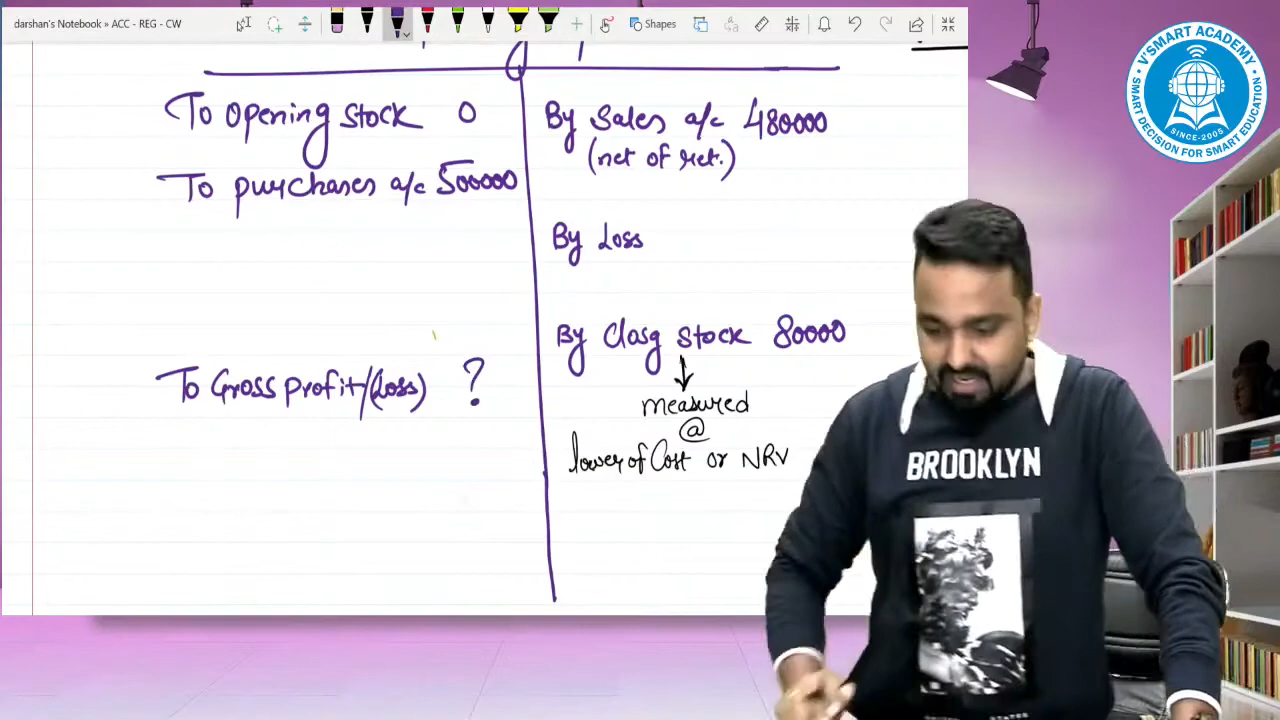 darshan's Notebook » ACC - REG - CW
Shapes
To Opening Stock 0
By Sales a/c 480000
(net of ret.)
To purchases a/c 500000
By Loss
By Closg Stock 80000
To Gross profit/(Loss) ?
measured
@
lower of Cost or NRV
V'SMART ACADEMY
SMART DECISION FOR SMART EDUCATION
SINCE-2005
BROOKLYN